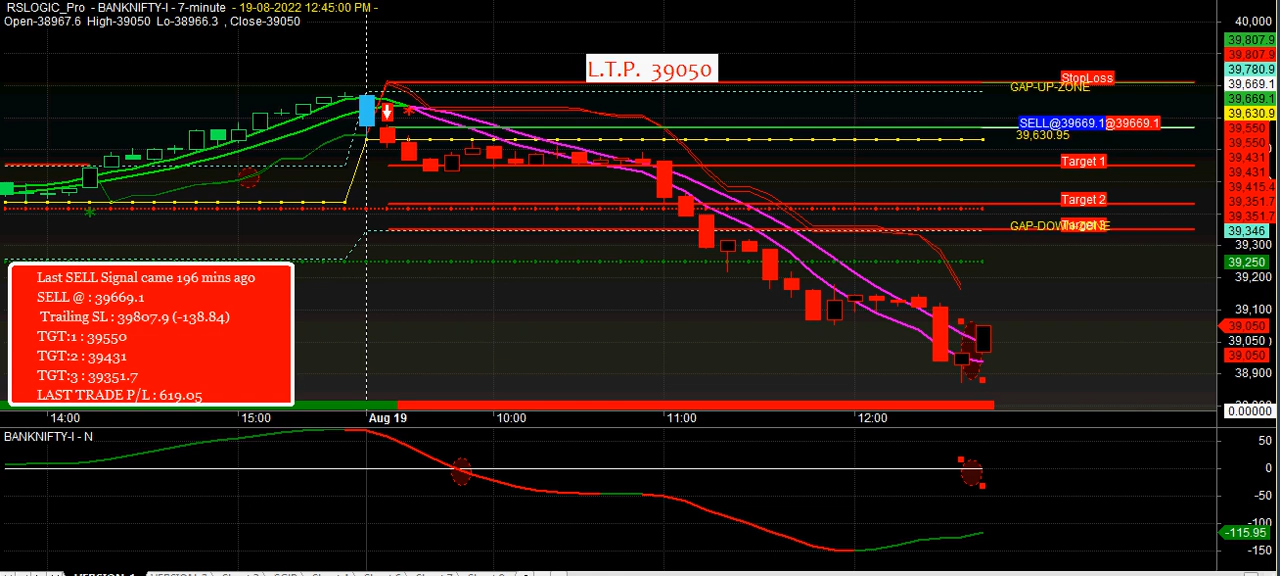 RSLOGIC_Pro - BANKNIFTY-I - 7-minute - 19-08-2022 12:45:00 PM -
Open-38967.6 High-39050 Lo-38966.3 , Close-39050
L.T.P. 39050
StopLoss
GAP-UP-ZONE
SELL@39669.1 @39669.1
39,630.95
Target 1
Target 2
GAP-DOWN-ZONE
Target 3
40,000
39,807.9
39,807.9
39,780.9
39,669.1
39,669.1
39,630.9
39,550
39,550
39,431
39,431
39,415.4
39,351.7
39,351.7
39,346
39,300
39,250
39,200
39,100
39,050
39,050
39,050
38,900
0.00000
Last SELL Signal came 196 mins ago
SELL @ : 39669.1
Trailing SL : 39807.9 (-138.84)
TGT:1 : 39550
TGT:2 : 39431
TGT:3 : 39351.7
LAST TRADE P/L : 619.05
14:00 15:00 Aug 19 10:00 11:00 12:00
BANKNIFTY-I - N
50
0
-50
-100
-115.95
-150